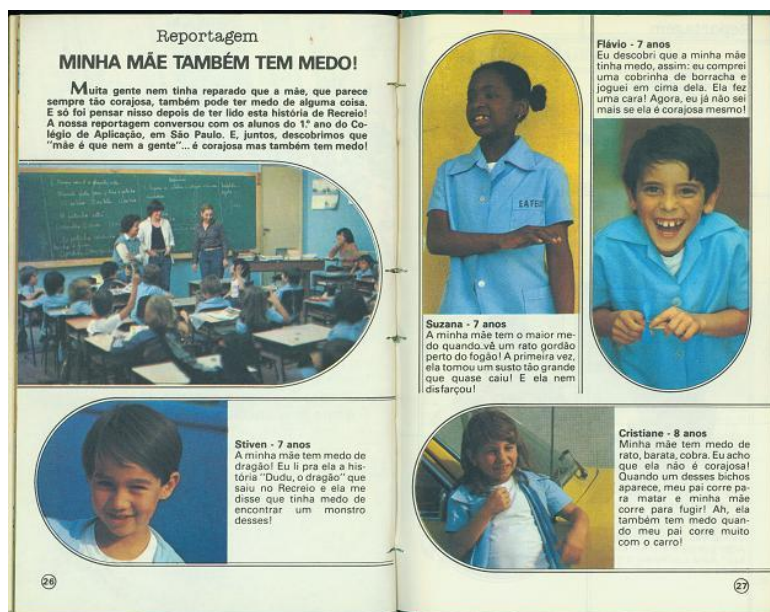 Reportagem
MINHA MÃE TAMBÉM TEM MEDO!
Muita gente nem tinha reparado que a mãe, que parece
sempre tão corajosa, também pode ter medo de alguma coisa.
E só foi pensar nisso depois de ter lido esta história de Recreio!
A nossa reportagem conversou com os alunos do 1.º ano do Co-
légio de Aplicação, em São Paulo. E, juntos, descobrimos que
"mãe é que nem a gente"... é corajosa mas também tem medo!
Stiven - 7 anos
A minha mãe tem medo de
dragão! Eu li pra ela a his-
tória "Dudu, o dragão" que
saiu no Recreio e ela me
disse que tinha medo de
encontrar um monstro
desses!
26
Suzana - 7 anos
A minha mãe tem o maior me-
do quando vê um rato gordão
perto do fogão! A primeira vez,
ela tomou um susto tão grande
que quase caiu! E ela nem
disfarçou!
Flávio - 7 anos
Eu descobri que a minha mãe
tinha medo, assim: eu comprei
uma cobrinha de borracha e
joguei em cima dela. Ela fez
uma cara! Agora, eu já não sei
mais se ela é corajosa mesmo!
Cristiane - 8 anos
Minha mãe tem medo de
rato, barata, cobra. Eu acho
que ela não é corajosa!
Quando um desses bichos
aparece, meu pai corre pa-
ra matar e minha mãe
corre para fugir! Ah, ela
também tem medo quan-
do meu pai corre muito
com o carro!
27